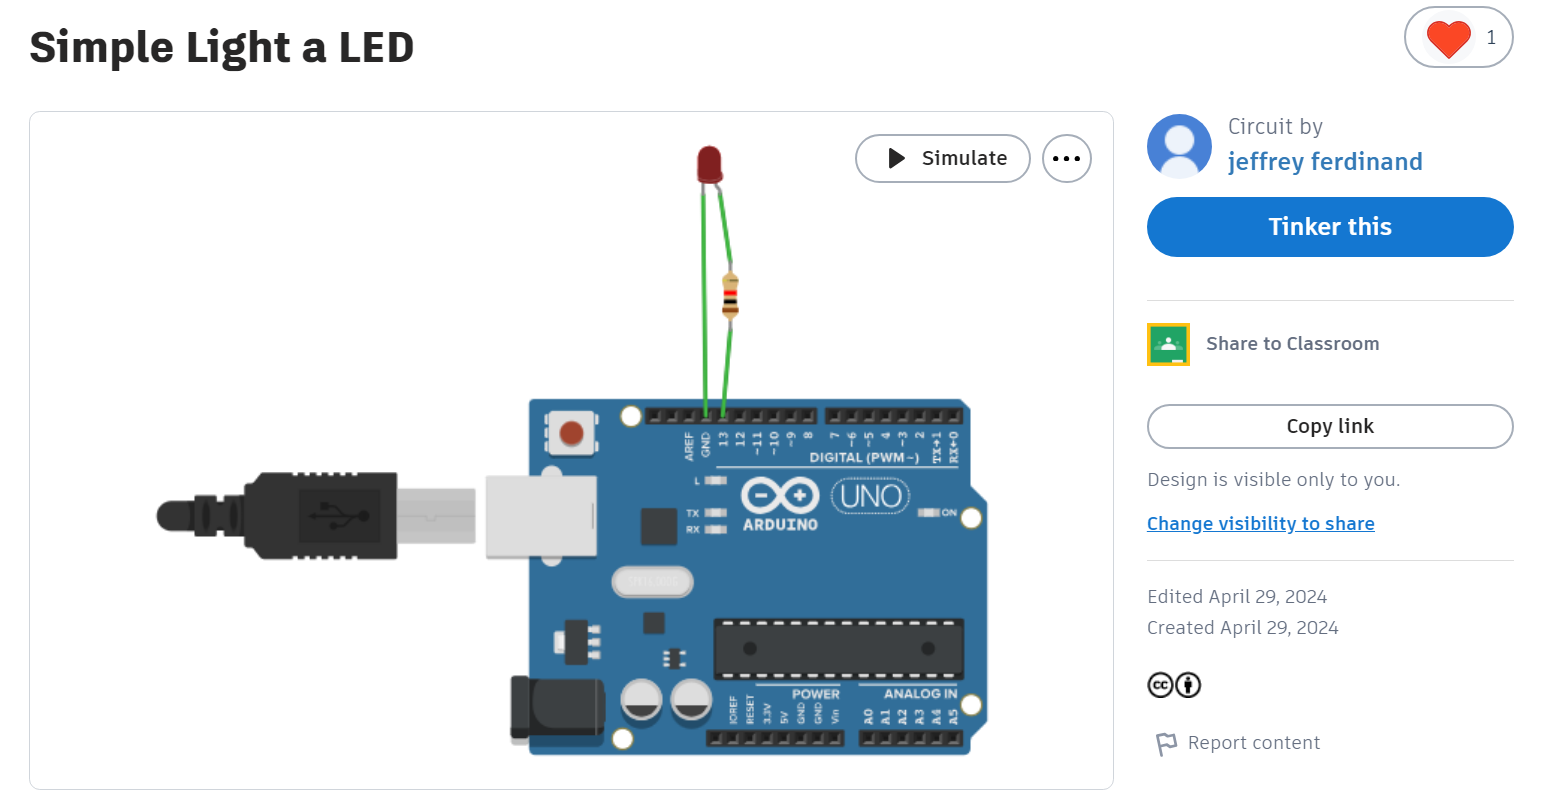 Simple Light a LED
1
Simulate
Circuit by
jeffrey ferdinand
Tinker this
Share to Classroom
Copy link
Design is visible only to you.
Change visibility to share
Edited April 29, 2024
Created April 29, 2024
cc
Report content
AREF
GND
13
12
~11
~10
~9
8
7
~6
~5
4
~3
2
TX→1
RX←0
DIGITAL (PWM~)
L
TX
RX
ARDUINO
UNO
ON
POWER
ANALOG IN
IOREF
RESET
3.3V
5V
GND
GND
Vin
A0
A1
A2
A3
A4
A5